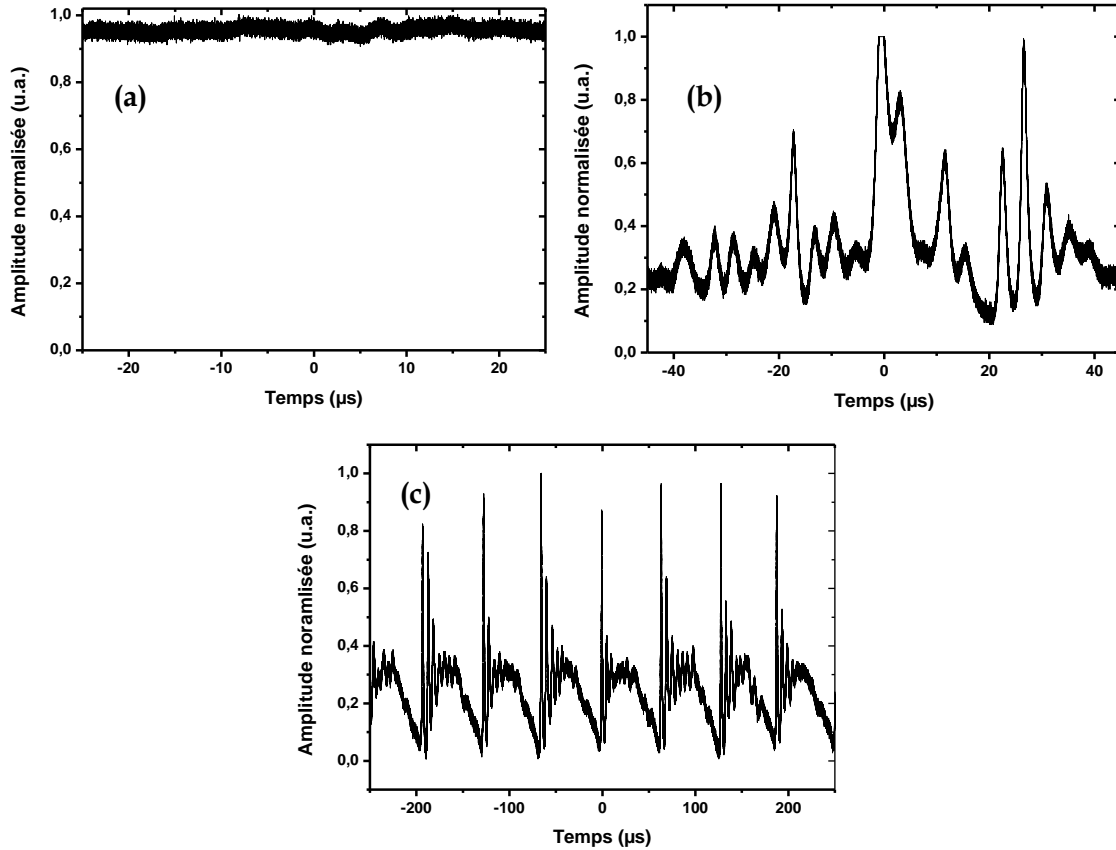 (a)
Amplitude normalisée (u.a.)
1,0
0,8
0,6
0,4
0,2
0,0
-20 -10 0 10 20
Temps (µs)
(b)
Amplitude normalisée (u.a.)
1,0
0,8
0,6
0,4
0,2
0,0
-40 -20 0 20 40
Temps (µs)
(c)
Amplitude noramlisée (u.a.)
1,0
0,8
0,6
0,4
0,2
0,0
-200 -100 0 100 200
Temps (µs)